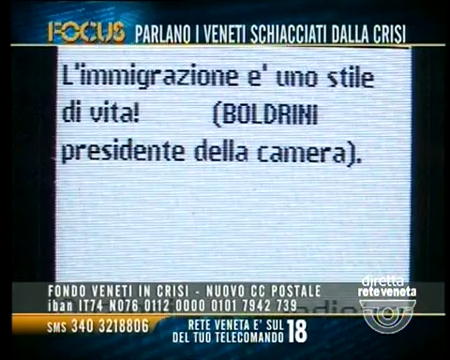 FOCUS PARLANO I VENETI SCHIACCIATI DALLA CRISI
L'immigrazione e' uno stile
di vita! (BOLDRINI
presidente della camera).
diretta
reteveneta
FONDO VENETI IN CRISI - NUOVO CC POSTALE
iban IT74 N076 0112 0000 0101 7942 739
SMS 340 3218806
RETE VENETA E' SUL
DEL TUO TELECOMANDO 18